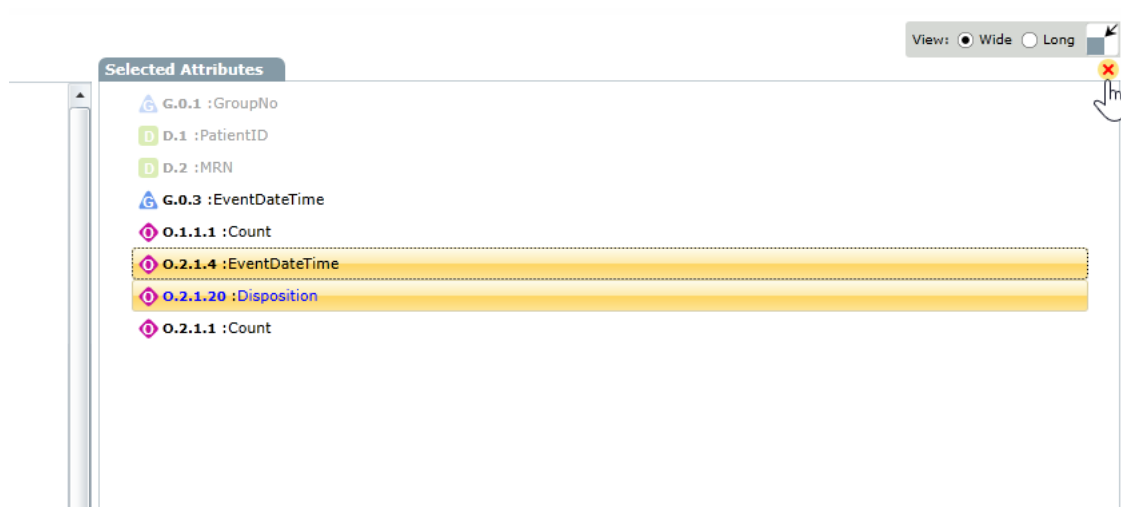 View: Wide Long
Selected Attributes
G G.0.1 :GroupNo
D D.1 :PatientID
D D.2 :MRN
G G.0.3 :EventDateTime
O O.1.1.1 :Count
O O.2.1.4 :EventDateTime
O O.2.1.20 :Disposition
O O.2.1.1 :Count